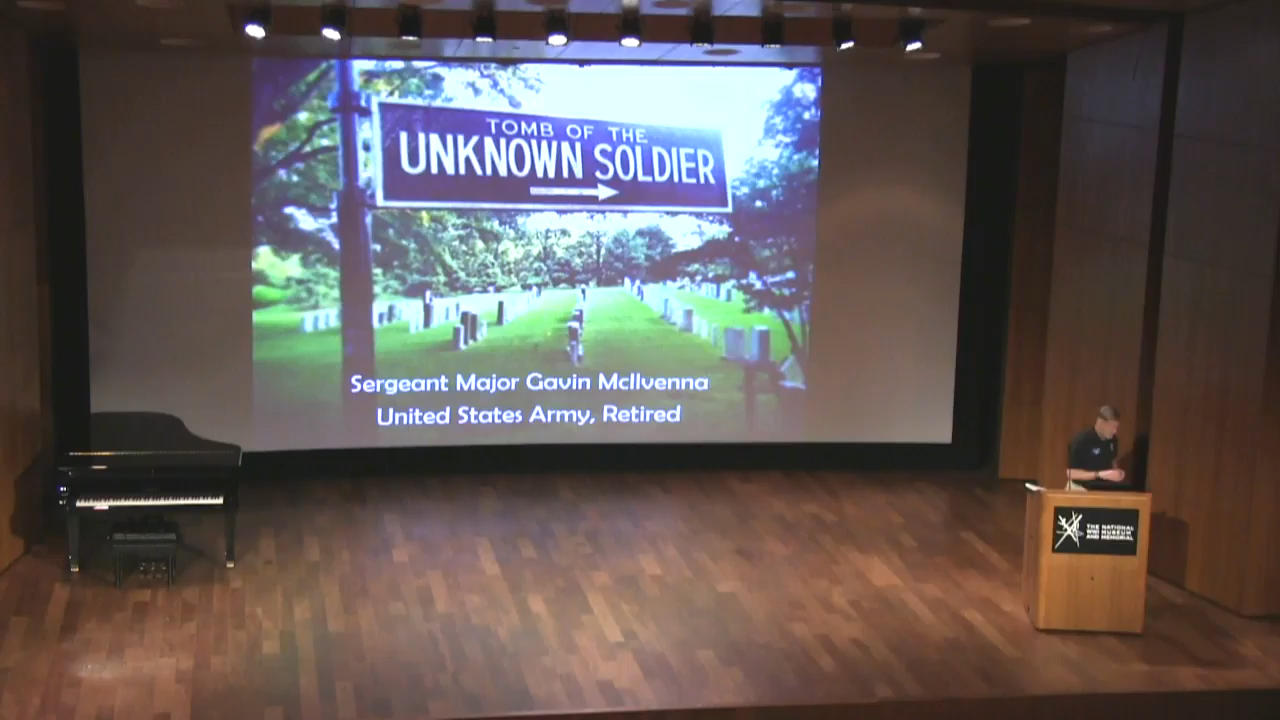 TOMB OF THE
UNKNOWN SOLDIER
Sergeant Major Gavin McIlvenna
United States Army, Retired
THE NATIONAL
WWI MUSEUM
AND MEMORIAL